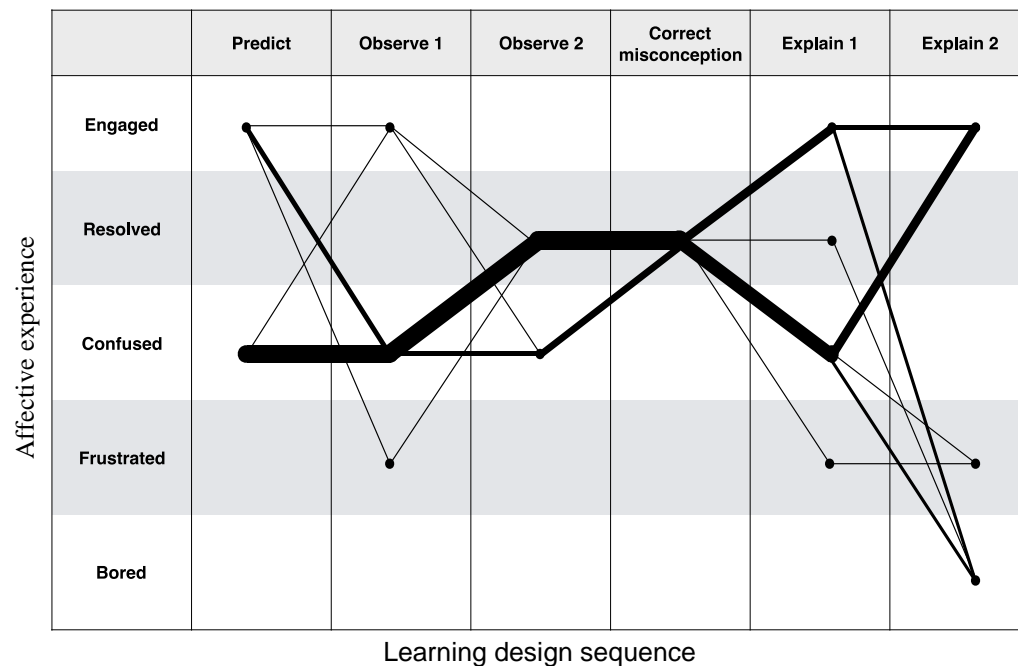 Predict
Observe 1
Observe 2
Correct
misconception
Explain 1
Explain 2
Engaged
Resolved
Confused
Frustrated
Bored
Affective experience
Learning design sequence